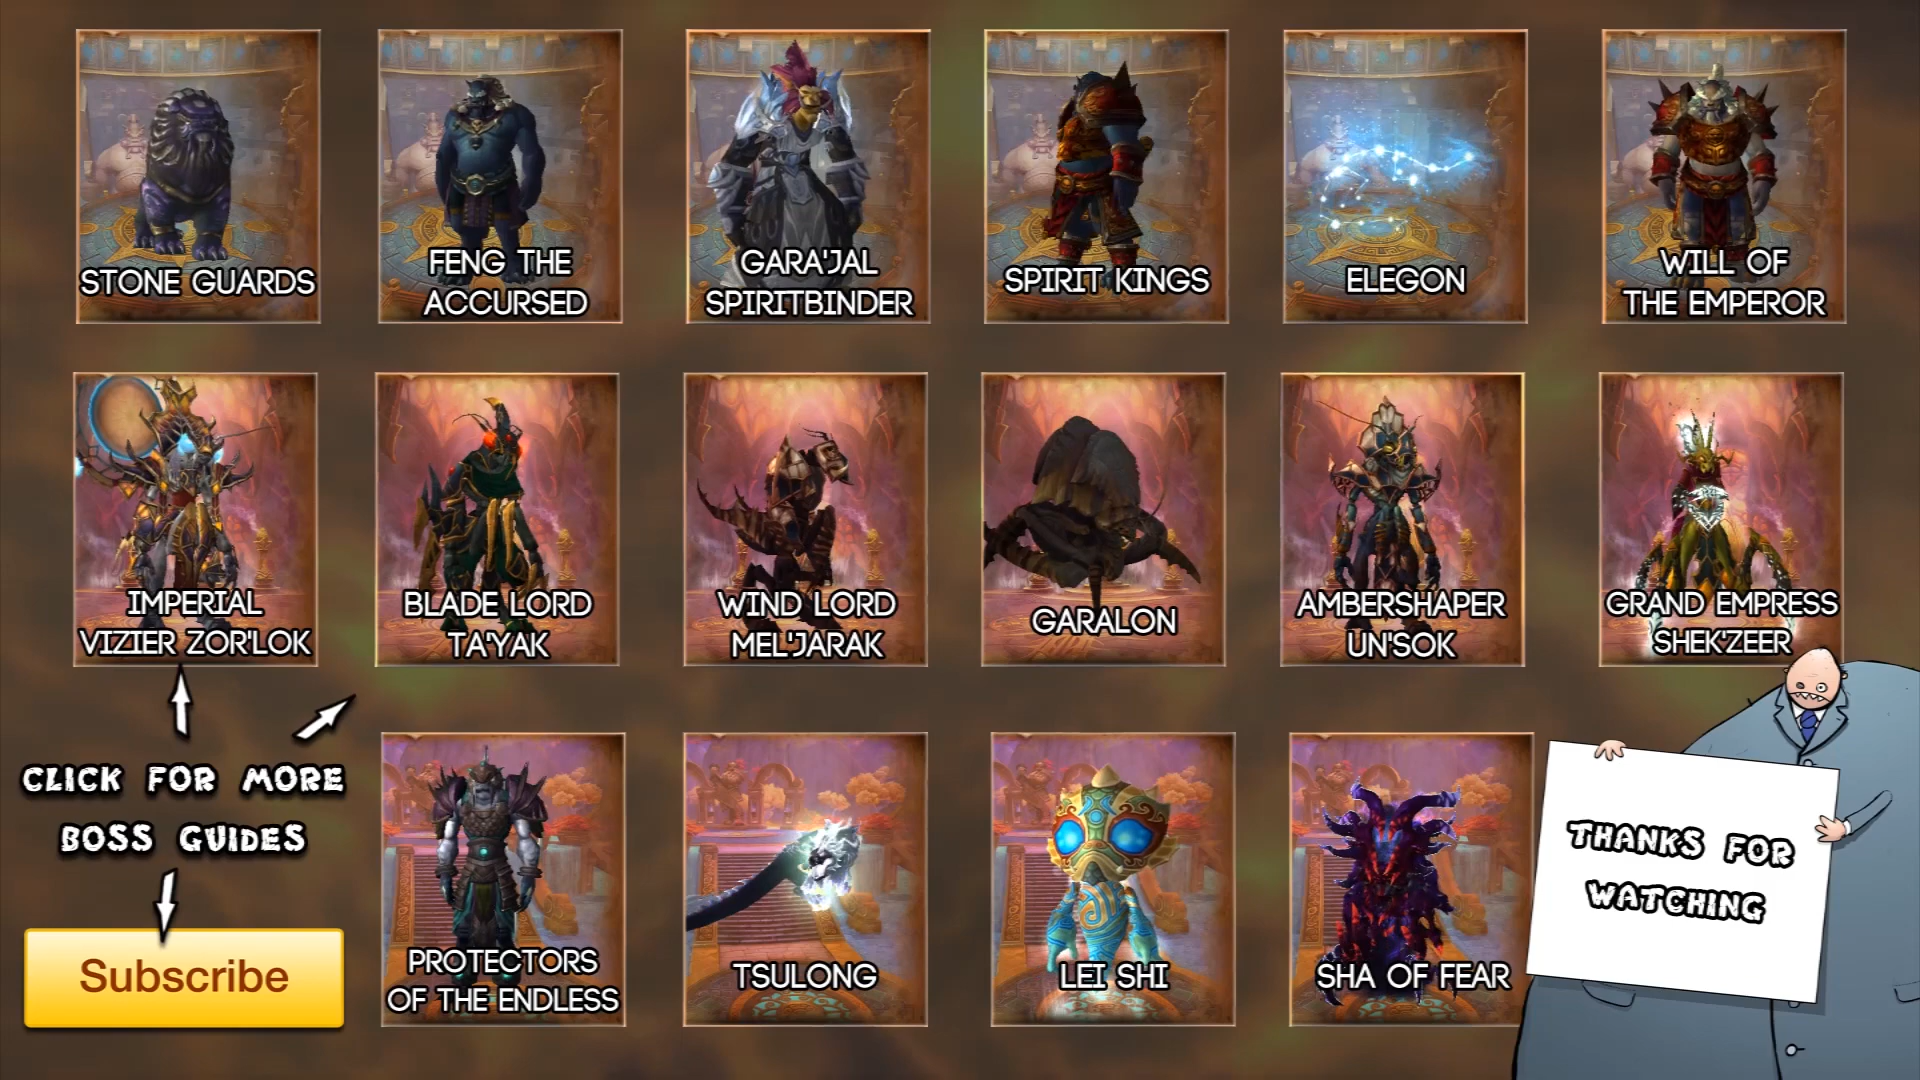 STONE GUARDS
FENG THE
ACCURSED
GARA'JAL
SPIRITBINDER
SPIRIT KINGS
ELEGON
WILL OF
THE EMPEROR
IMPERIAL
VIZIER ZOR'LOK
BLADE LORD
TA'YAK
WIND LORD
MEL'JARAK
GARALON
AMBERSHAPER
UN'SOK
GRAND EMPRESS
SHEK'ZEER
CLICK FOR MORE
BOSS GUIDES
Subscribe
PROTECTORS
OF THE ENDLESS
TSULONG
LEI SHI
SHA OF FEAR
THANKS FOR
WATCHING